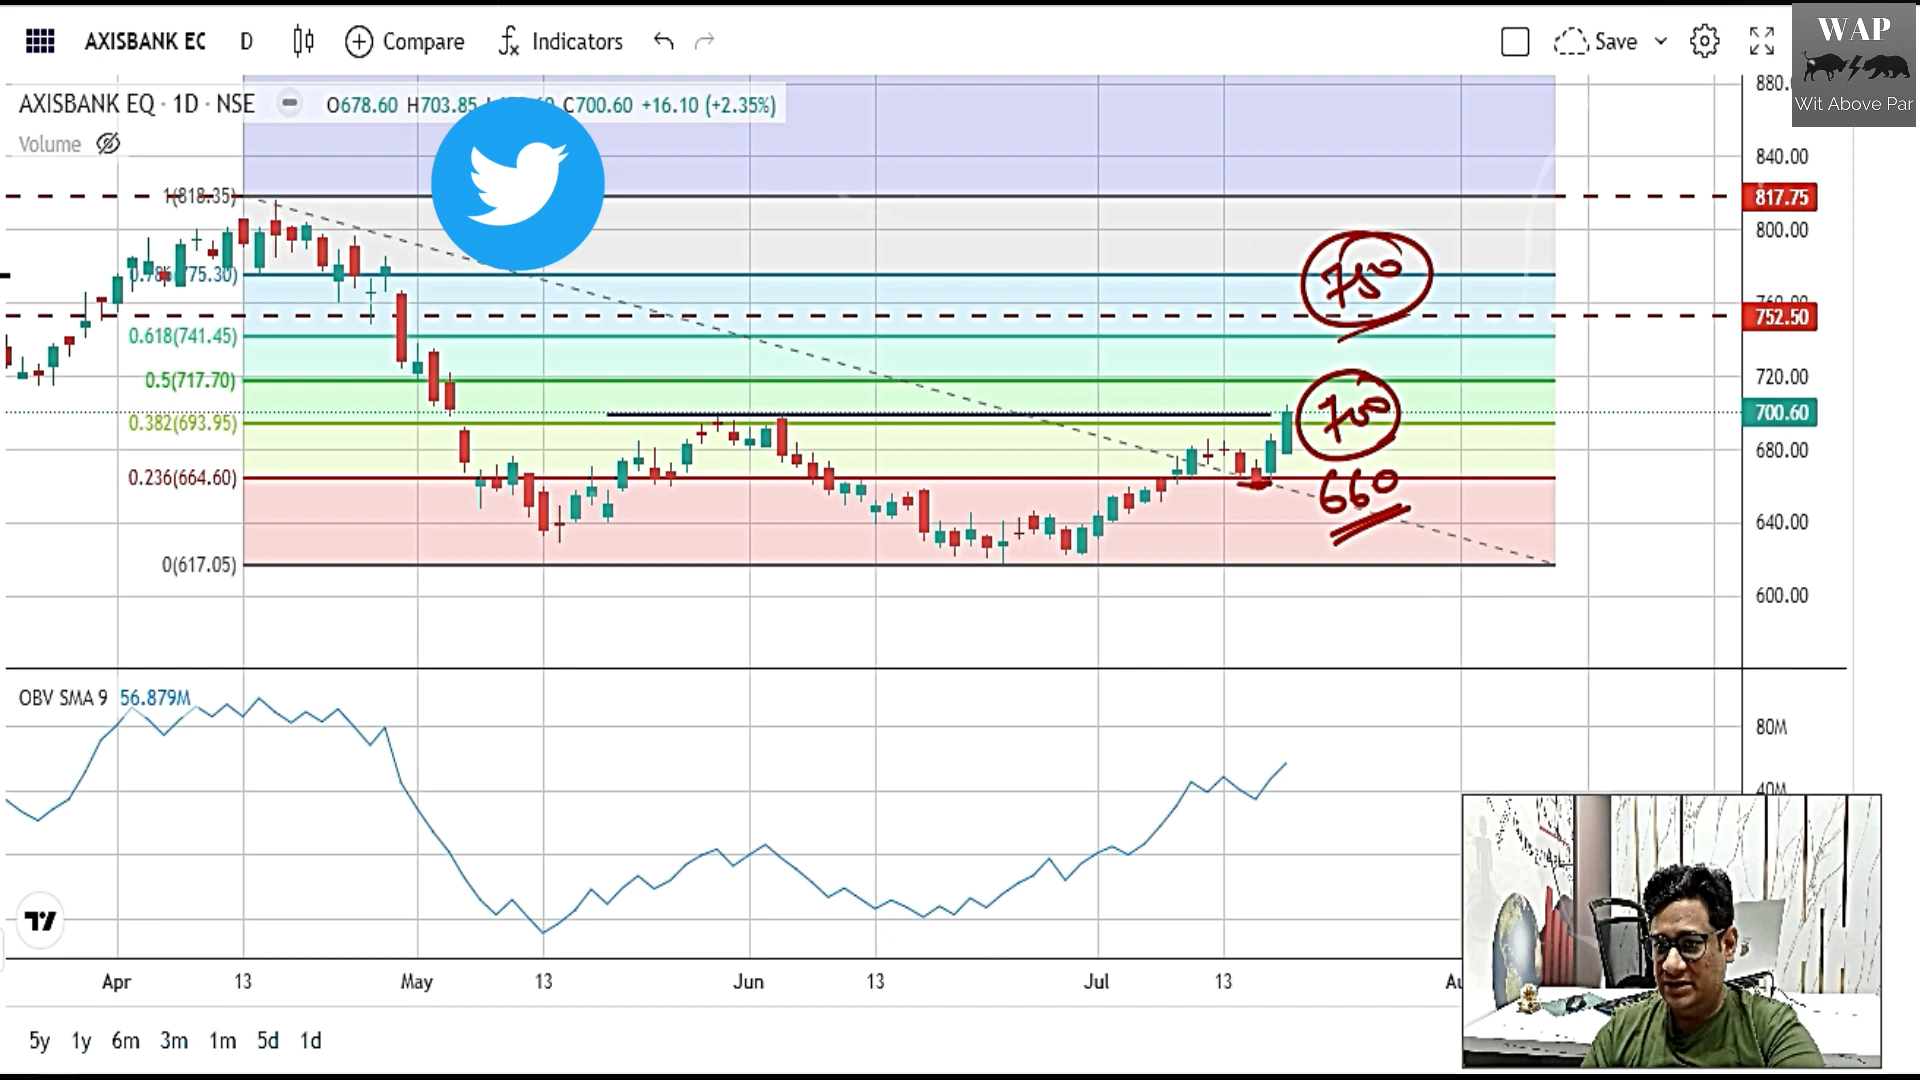 AXISBANK EC D Compare fx Indicators Save
WAP
Wit Above Par
AXISBANK EQ · 1D · NSE O678.60 H703.85 C700.60 +16.10 (+2.35%)
Volume
880.
840.00
1(818.35) 817.75
800.00
750
0.786(775.30)
760.00
752.50
0.618(741.45)
0.5(717.70) 720.00
700
700.60
0.382(693.95)
680.00
0.236(664.60)
660
640.00
0(617.05)
600.00
OBV SMA 9 56.879M
80M
40M
Apr 13 May 13 Jun 13 Jul 13 Au
5y 1y 6m 3m 1m 5d 1d